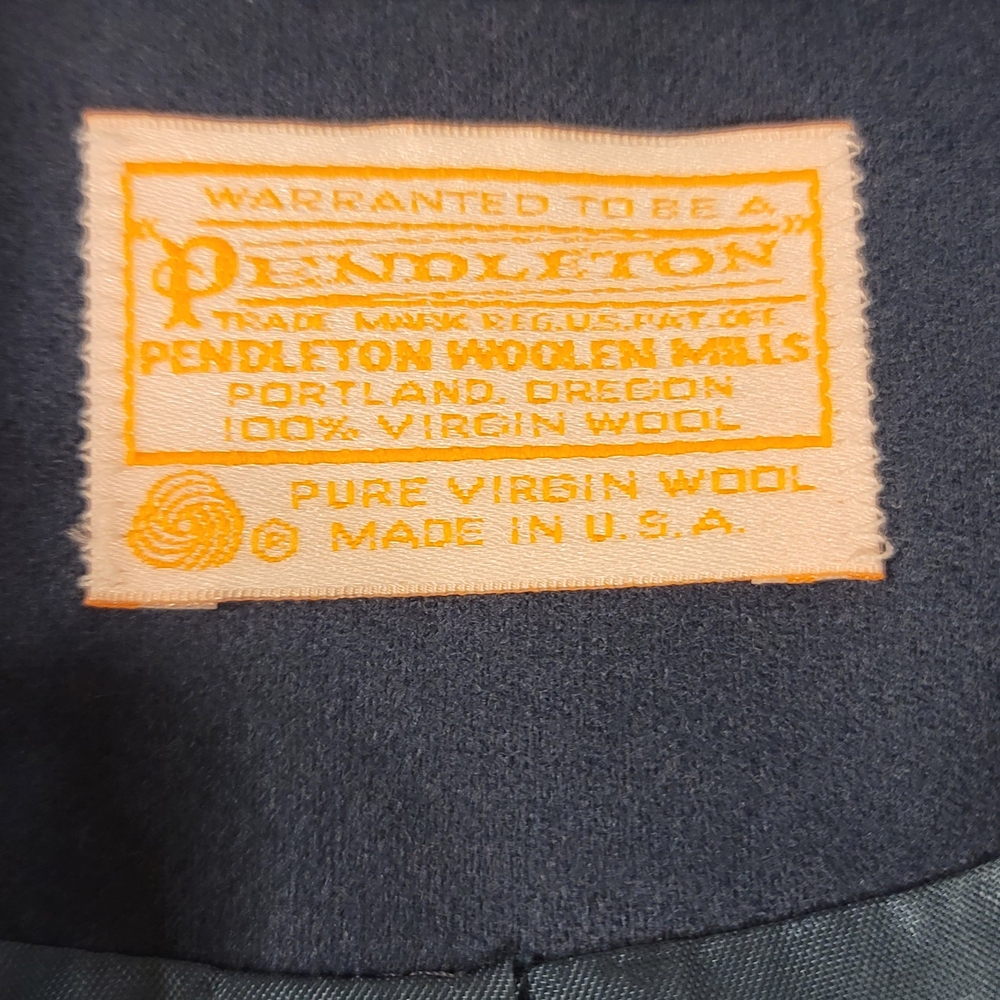 WARRANTED TO BE A
"PENDLETON"
TRADE MARK REG.U.S.PAT.OFF.
PENDLETON WOOLEN MILLS
PORTLAND, OREGON
100% VIRGIN WOOL
PURE VIRGIN WOOL
® MADE IN U.S.A.